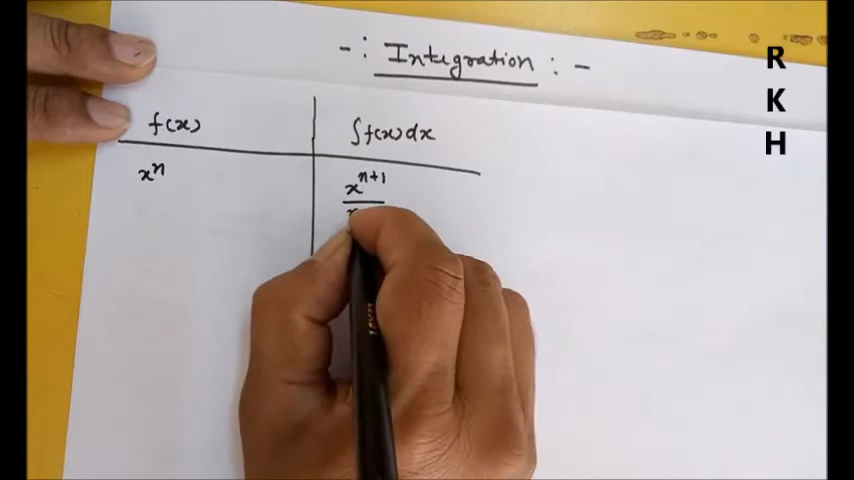 -: Integration :-
f(x) ∫f(x)dx
xⁿ xⁿ⁺¹
R
K
H